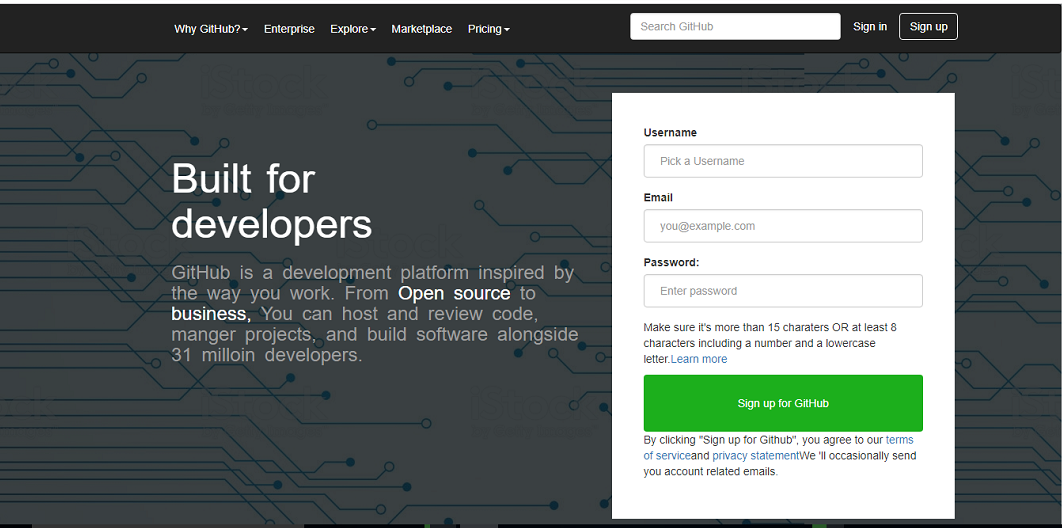 Why GitHub? Enterprise Explore Marketplace Pricing Search GitHub Sign in Sign up
Built for
developers
GitHub is a development platform inspired by
the way you work. From Open source to
business, You can host and review code,
manger projects, and build software alongside
31 milloin developers.
Username
Pick a Username
Email
you@example.com
Password:
Enter password
Make sure it's more than 15 charaters OR at least 8
characters including a number and a lowercase
letter.Learn more
Sign up for GitHub
By clicking "Sign up for Github", you agree to our terms
of serviceand privacy statementWe 'll occasionally send
you account related emails.